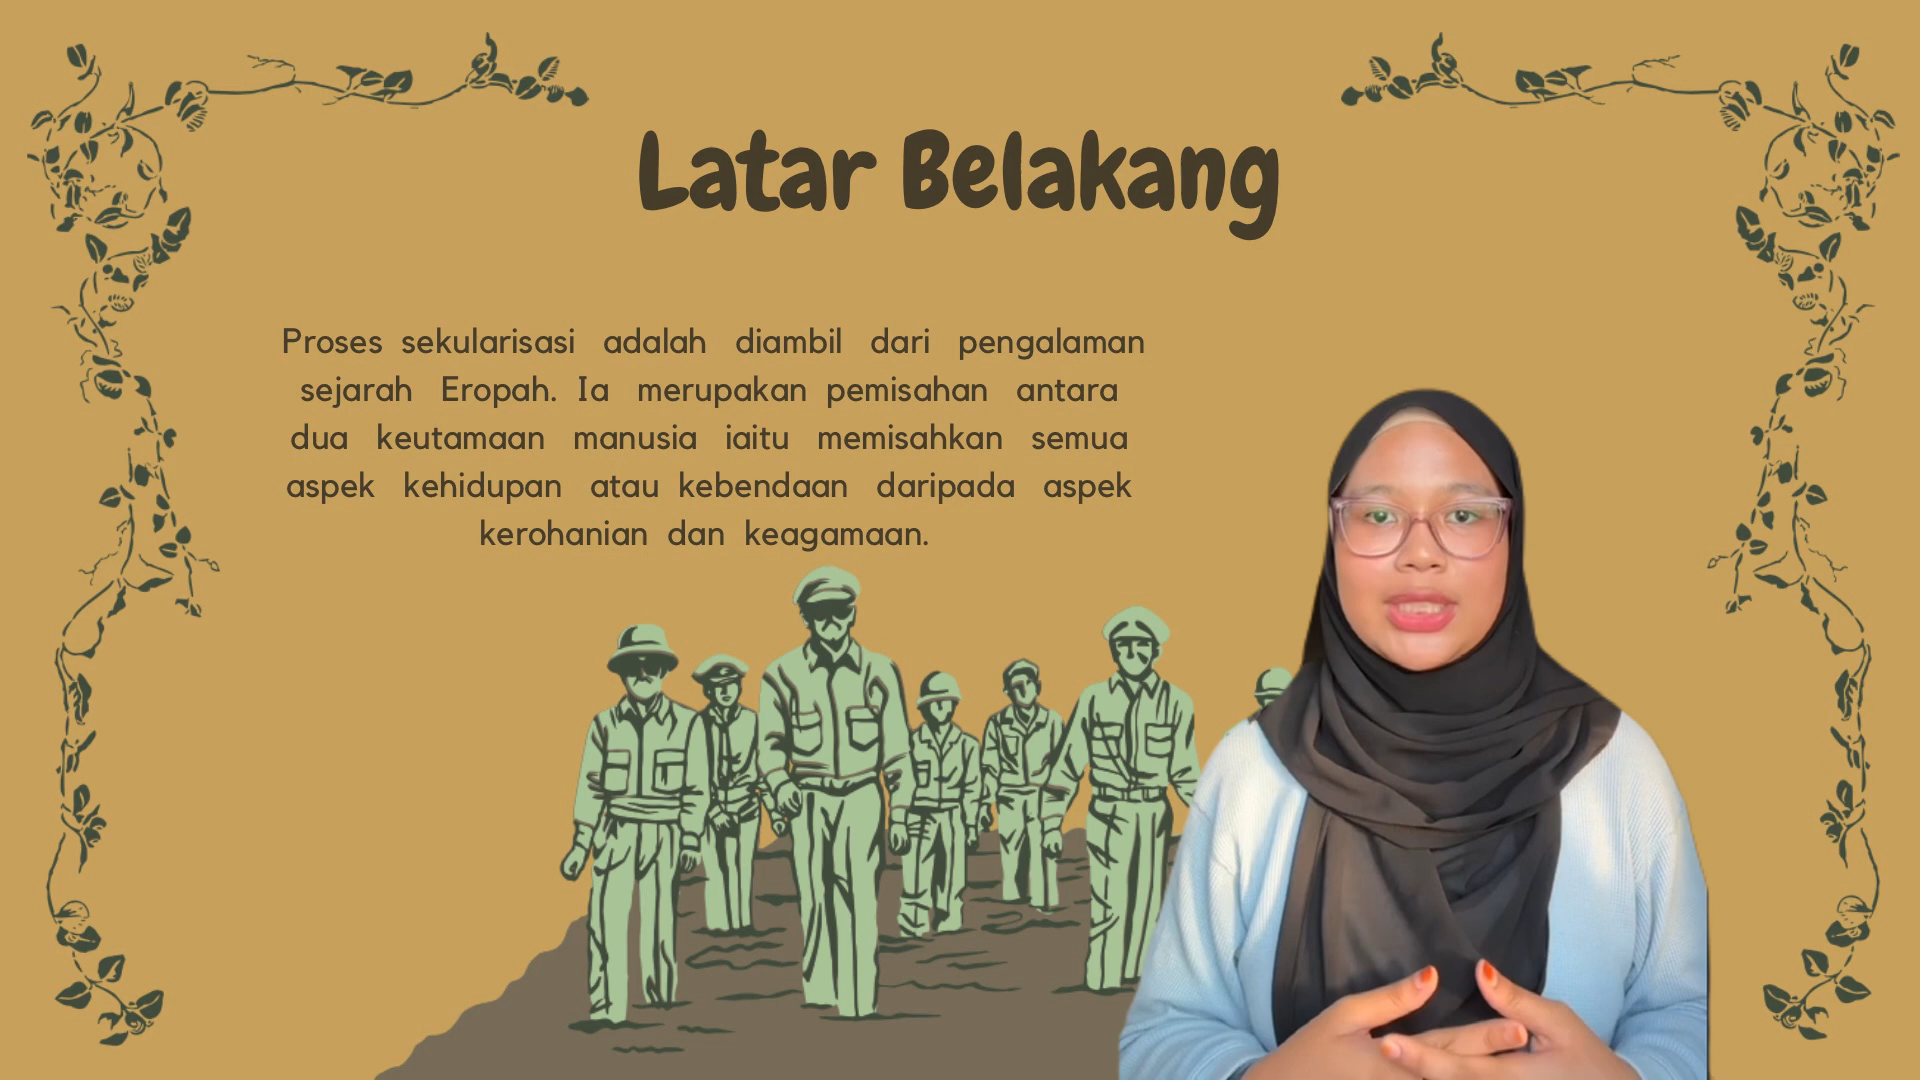 Latar Belakang
Proses sekularisasi adalah diambil dari pengalaman
sejarah Eropah. Ia merupakan pemisahan antara
dua keutamaan manusia iaitu memisahkan semua
aspek kehidupan atau kebendaan daripada aspek
kerohanian dan keagamaan.